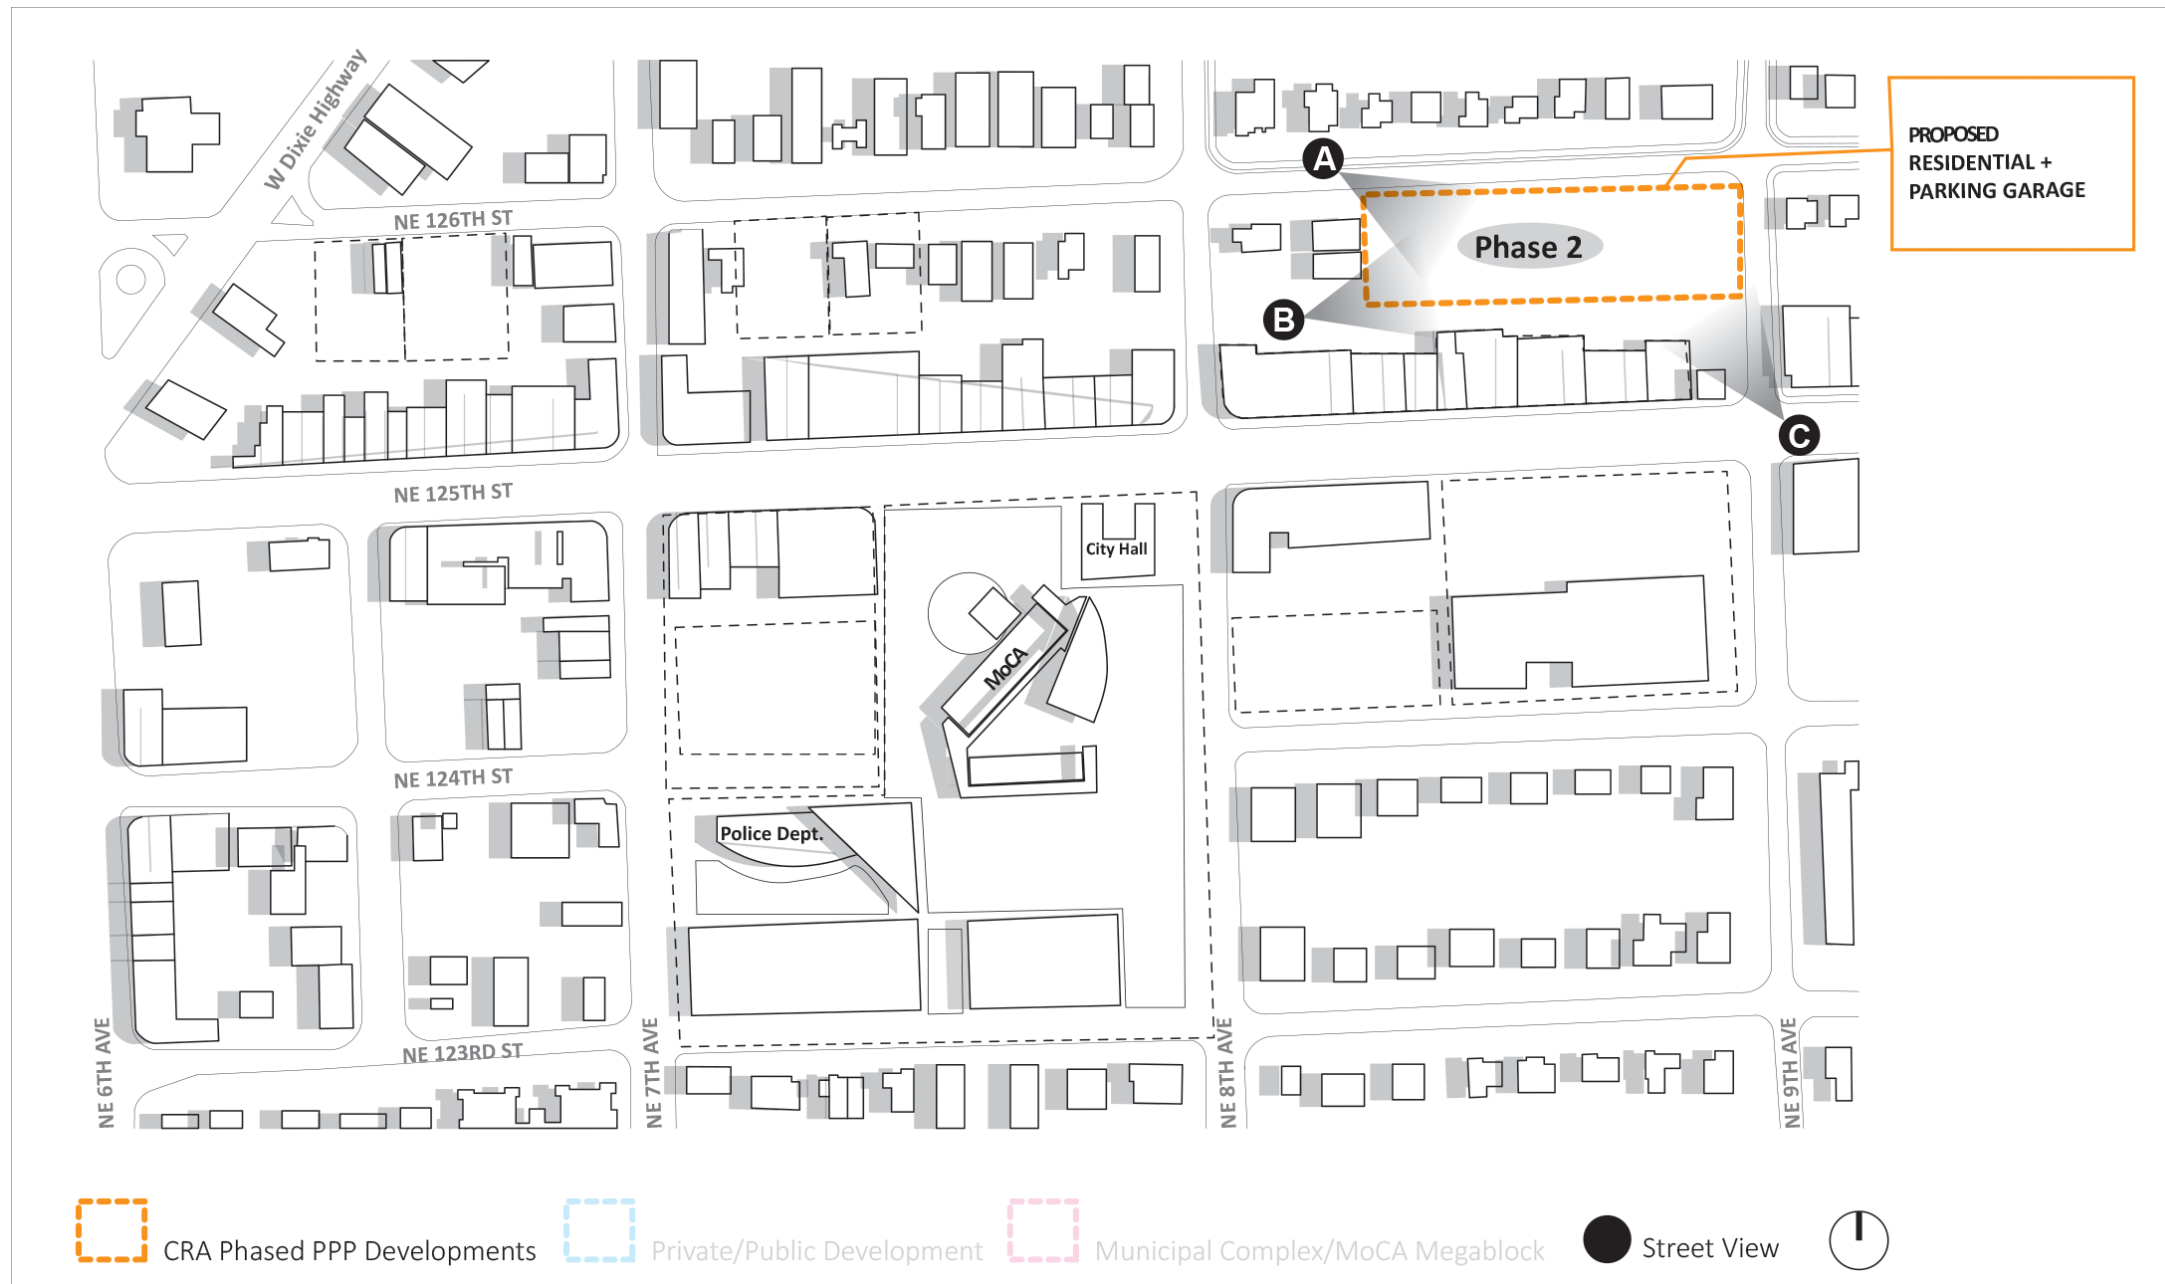 W Dixie Highway
A
PROPOSED
RESIDENTIAL +
PARKING GARAGE
NE 126TH ST
Phase 2
B
C
NE 125TH ST
City Hall
MoCA
NE 124TH ST
Police Dept.
NE 123RD ST
NE 6TH AVE
NE 7TH AVE
NE 8TH AVE
NE 9TH AVE
CRA Phased PPP Developments
Private/Public Development
Municipal Complex/MoCA Megablock
Street View